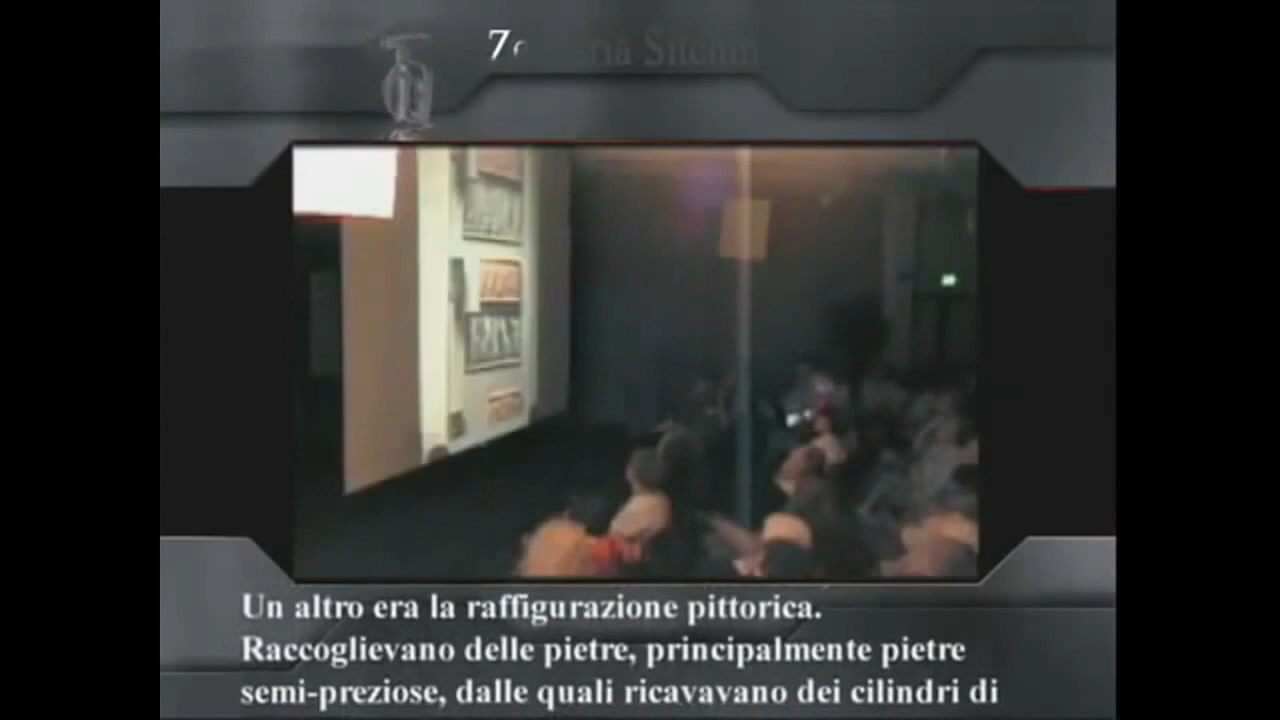 Sitchin
Un altro era la raffigurazione pittorica.
Raccoglievano delle pietre, principalmente pietre
semi-preziose, dalle quali ricavavano dei cilindri di